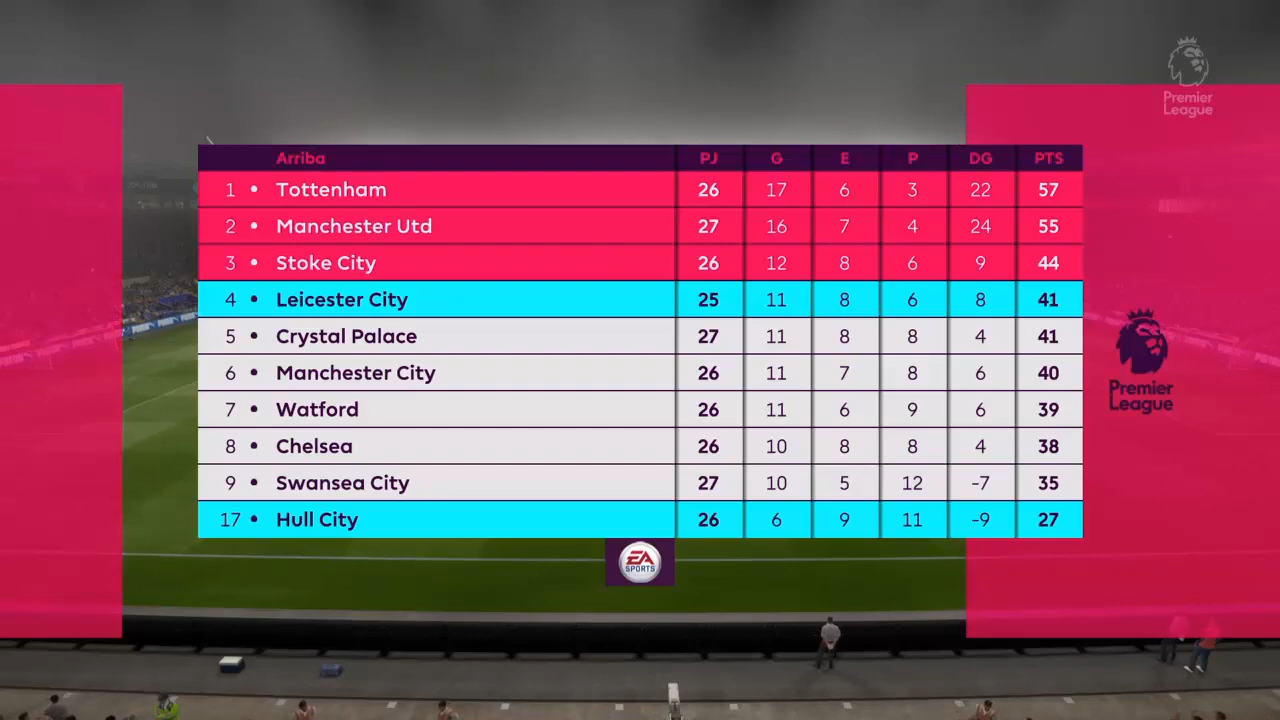 Premier
League
Arriba PJ G E P DG PTS
1 • Tottenham 26 17 6 3 22 57
2 • Manchester Utd 27 16 7 4 24 55
3 • Stoke City 26 12 8 6 9 44
4 • Leicester City 25 11 8 6 8 41
5 • Crystal Palace 27 11 8 8 4 41
6 • Manchester City 26 11 7 8 6 40
7 • Watford 26 11 6 9 6 39
8 • Chelsea 26 10 8 8 4 38
9 • Swansea City 27 10 5 12 -7 35
17 • Hull City 26 6 9 11 -9 27
Premier
League
EA
SPORTS